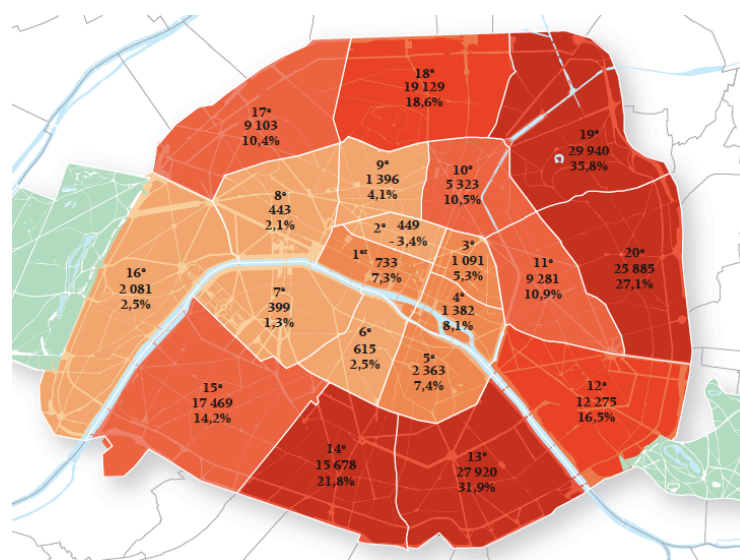 18e
19 129
18,6%
17e
9 103
10,4%
19e
29 940
35,8%
9e
1 396
4,1%
10e
5 323
10,5%
8e
443
2,1%
2e 449
- 3,4%
1er 733
7,3%
3e
1 091
5,3%
20e
25 885
27,1%
11e
9 281
10,9%
16e
2 081
2,5%
7e
399
1,3%
4e
1 382
8,1%
6e
615
2,5%
5e
2 363
7,4%
15e
17 469
14,2%
12e
12 275
16,5%
14e
15 678
21,8%
13e
27 920
31,9%